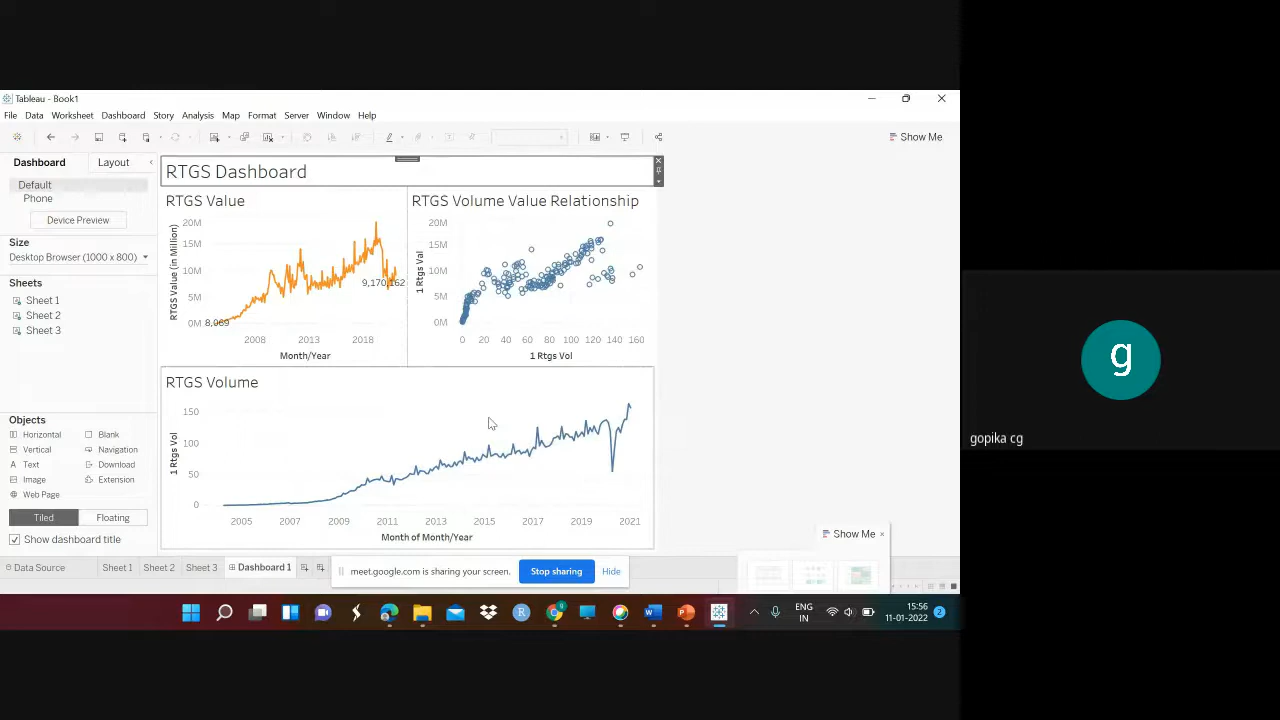 Tableau - Book1
File Data Worksheet Dashboard Story Analysis Map Format Server Window Help
Show Me
Dashboard Layout
Default
Phone
Device Preview
Size
Desktop Browser (1000 x 800)
Sheets
Sheet 1
Sheet 2
Sheet 3
Objects
Horizontal Blank
Vertical Navigation
Text Download
Image Extension
Web Page
Tiled Floating
Show dashboard title
RTGS Dashboard
RTGS Value
RTGS Value (in Million)
20M
15M
10M
5M
0M
9,170,162
8,069
2008 2013 2018
Month/Year
RTGS Volume Value Relationship
1 Rtgs Val
20M
15M
10M
5M
0M
0 20 40 60 80 100 120 140 160
1 Rtgs Vol
RTGS Volume
1 Rtgs Vol
150
100
50
0
2005 2007 2009 2011 2013 2015 2017 2019 2021
Month of Month/Year
Show Me
Data Source Sheet 1 Sheet 2 Sheet 3 Dashboard 1
meet.google.com is sharing your screen. Stop sharing Hide
ENG
IN
15:56
11-01-2022
2
g
gopika cg